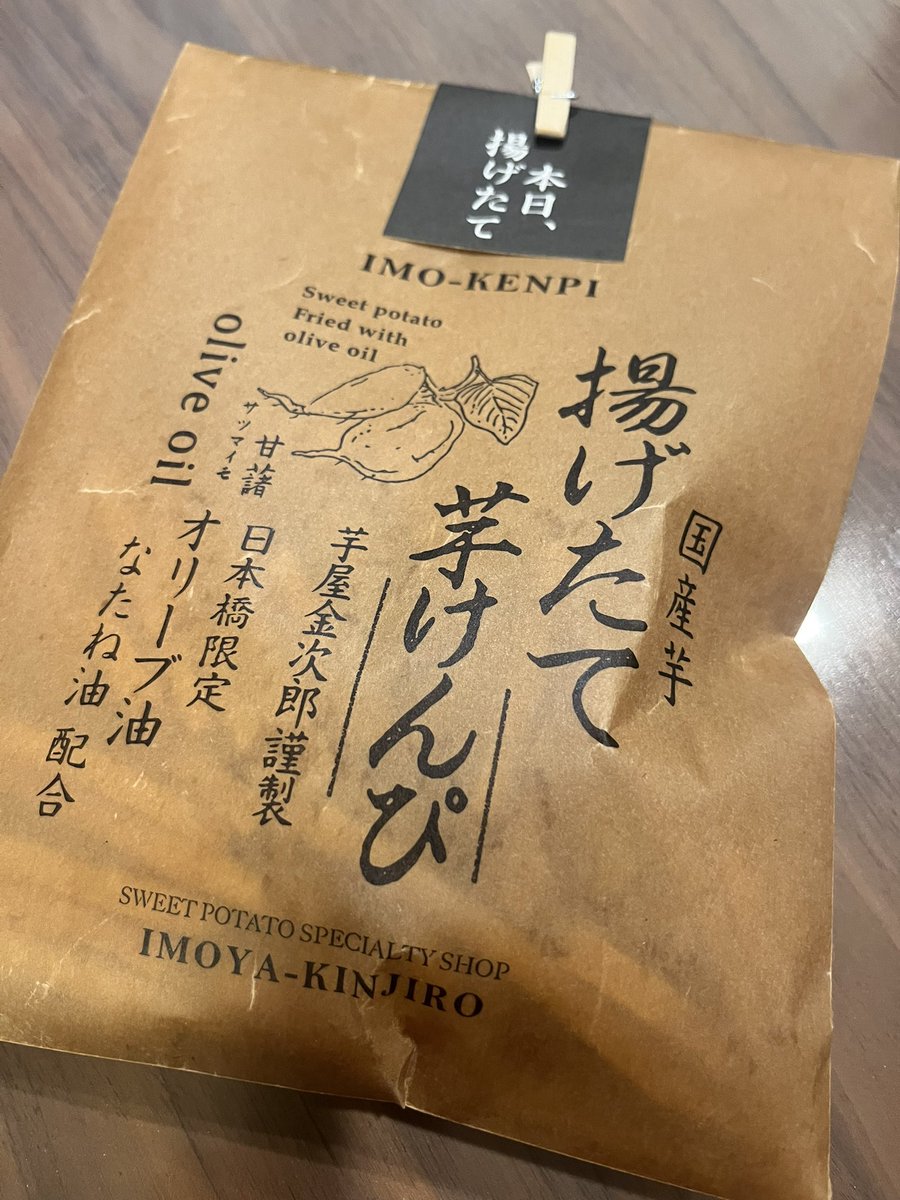 本日、
揚げたて
IMO-KENPI
Sweet potato
Fried with
olive oil
国産芋
揚げたて
芋けんぴ
芋屋金次郎謹製
甘藷
サツマイモ
日本橋限定
olive oil
オリーブ油
なたね油 配合
SWEET POTATO SPECIALTY SHOP
IMOYA-KINJIRO